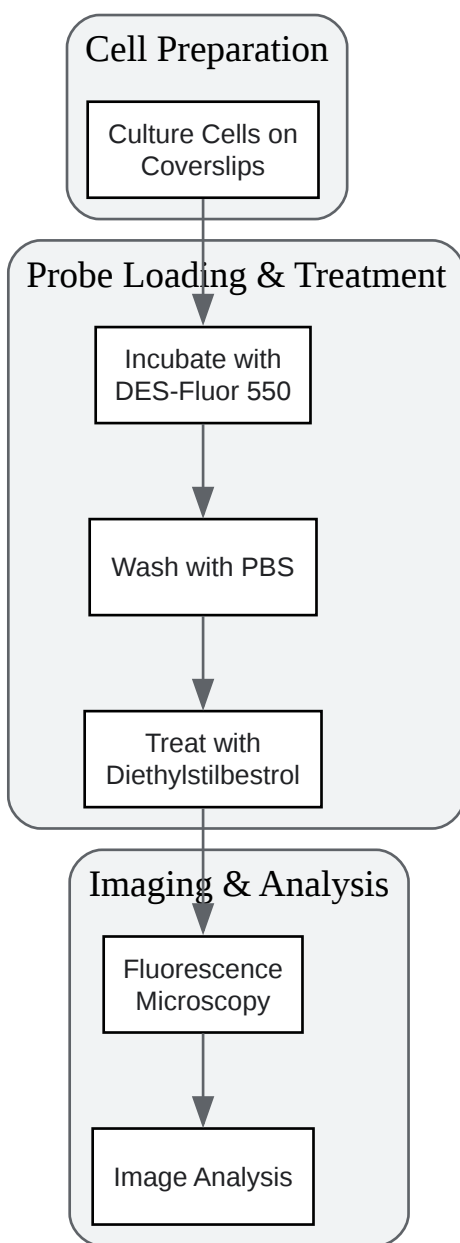 Cell Preparation
Culture Cells on
Coverslips
Probe Loading & Treatment
Incubate with
DES-Fluor 550
Wash with PBS
Treat with
Diethylstilbestrol
Imaging & Analysis
Fluorescence
Microscopy
Image Analysis